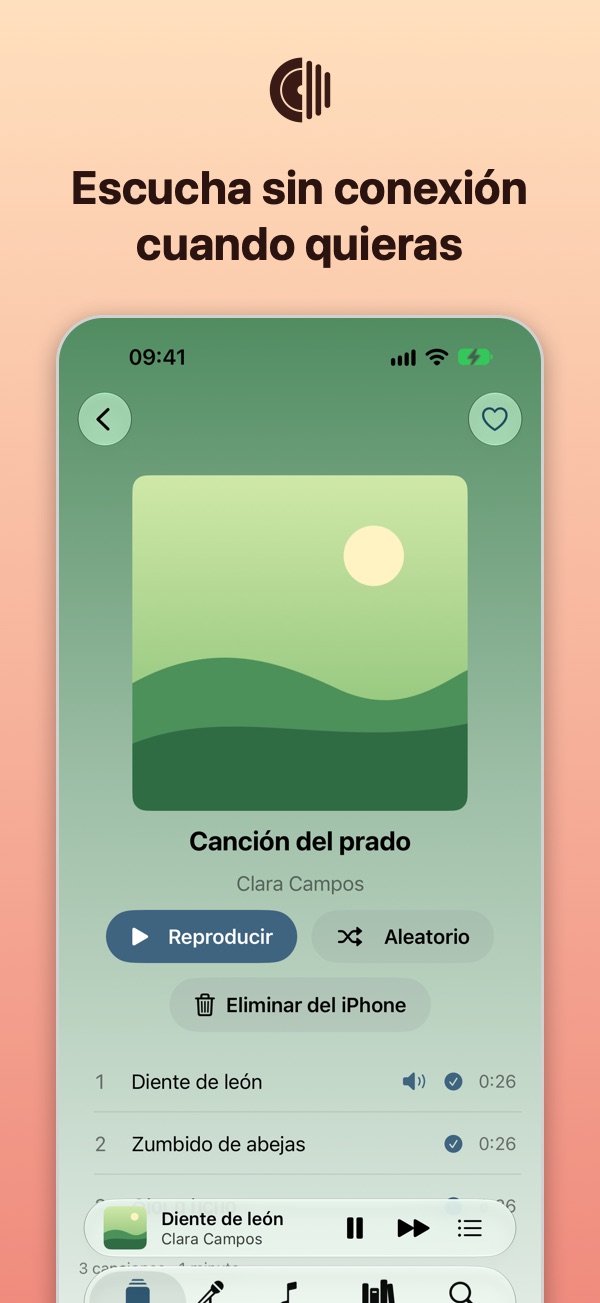 Escucha sin conexión
cuando quieras
09:41
Canción del prado
Clara Campos
Reproducir
Aleatorio
Eliminar del iPhone
1 Diente de león 0:26
2 Zumbido de abejas 0:26
Diente de león
Clara Campos